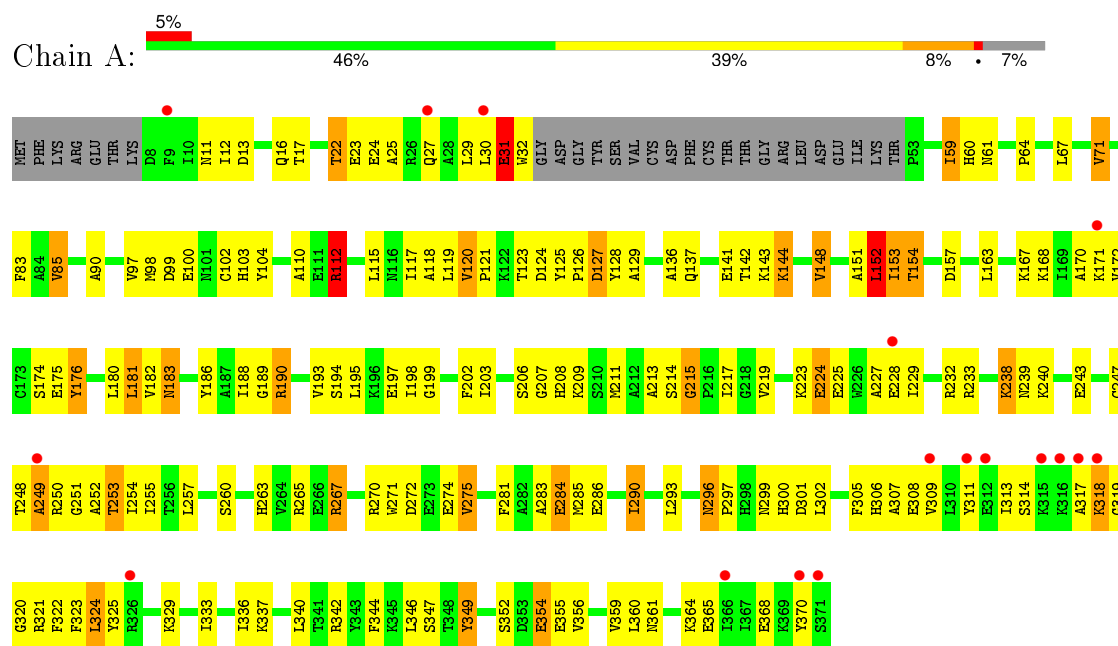 5%
Chain A:
46% 39% 8% • 7%
MET PHE LYS ARG GLU THR LYS D8 F9 I10 N11 I12 D13 Q16 T17 T22 E23 E24 A25 R26 Q27 A28 L29 L30 E31 W32 GLY ASP GLY TYR SER VAL CYS ASP PHE CYS THR THR GLY ARG LEU ASP GLU ILE LYS THR P53 I59 H60 N61 P64 L67 V71
F83 A84 V85 A90 V97 M98 D99 E100 N101 C102 H103 Y104 A110 E111 R112 L115 N116 I117 A118 L119 V120 P121 K122 T123 D124 Y125 P126 D127 Y128 A129 A136 Q137 E141 T142 K143 K144 V148 A151 L152 I153 T154 D157 L163 K167 K168 I169 A170 K171
C173 S174 E175 Y176 L180 L181 V182 N183 Y186 A187 I188 G189 R190 V193 S194 L195 K196 E197 I198 G199 F202 I203 S206 G207 H208 K209 S210 M211 A212 A213 S214 G215 P216 I217 G218 V219 K223 E224 E225 W226 A227 E228 I229 R232 R233 K238 N239 K240 E243
T248 A249 R250 G251 A252 T253 I254 I255 T256 L257 S260 H263 V264 R265 E266 R267 R270 W271 D272 E273 E274 V275 F281 A282 A283 E284 M285 E286 I290 L293 N296 P297 H298 N299 H300 D301 L302 F305 H306 A307 E308 V309 L310 Y311 E312 I313 S314 K315 K316 A317 K318
G320 R321 F322 F323 L324 Y325 R326 K329 I333 I336 K337 L340 T341 R342 Y343 F344 K345 L346 S347 T348 Y349 S352 D353 E354 E355 V356 V359 L360 N361 K364 E365 I366 I367 E368 K369 Y370 S371